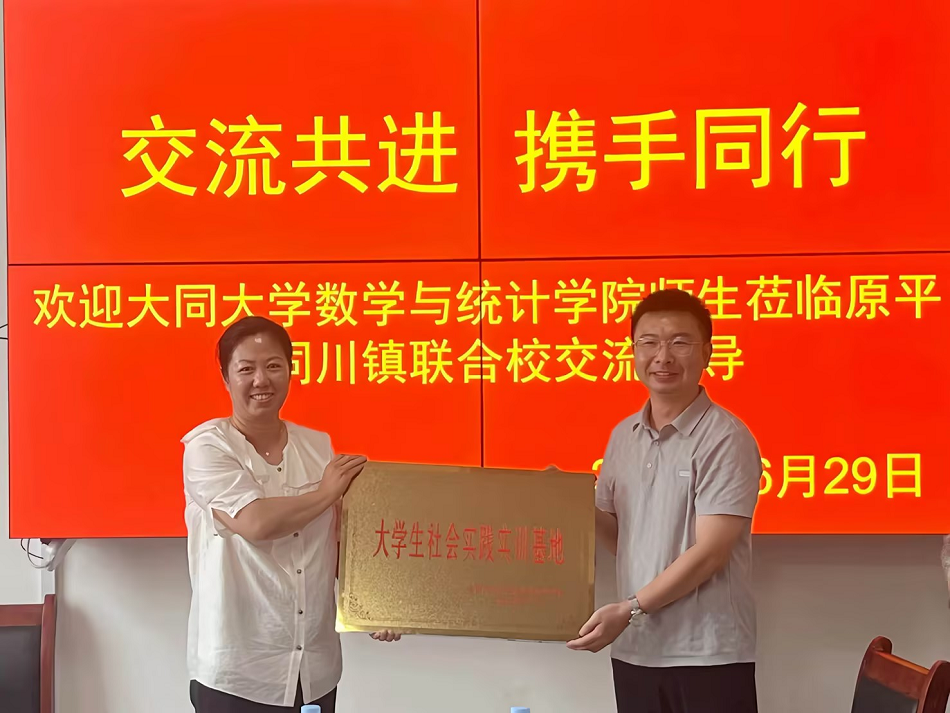 交流共进 携手同行
欢迎大同大学数学与统计学院师生莅临原平
同川镇联合校交流 导
6月29日
大学生社会实践实训基地